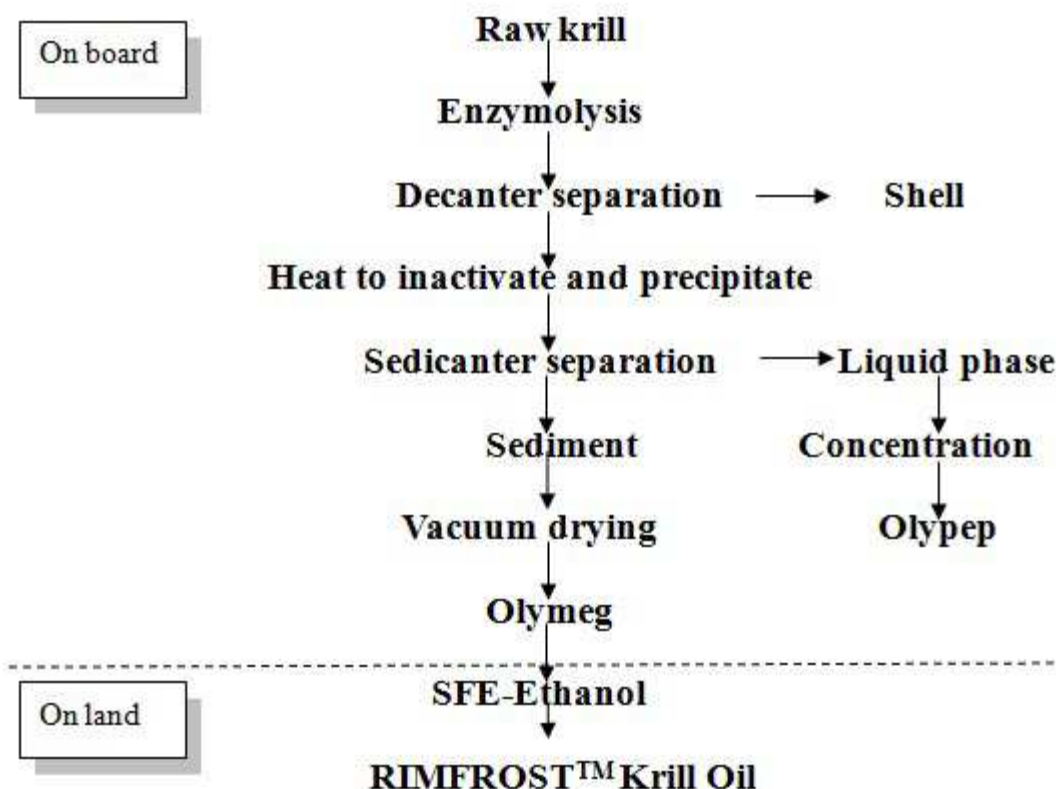 On board
Raw krill
Enzymolysis
Decanter separation
Shell
Heat to inactivate and precipitate
Sedicanter separation
Liquid phase
Sediment
Concentration
Vacuum drying
Olypep
Olymeg
On land
SFE-Ethanol
RIMFROST™ Krill Oil